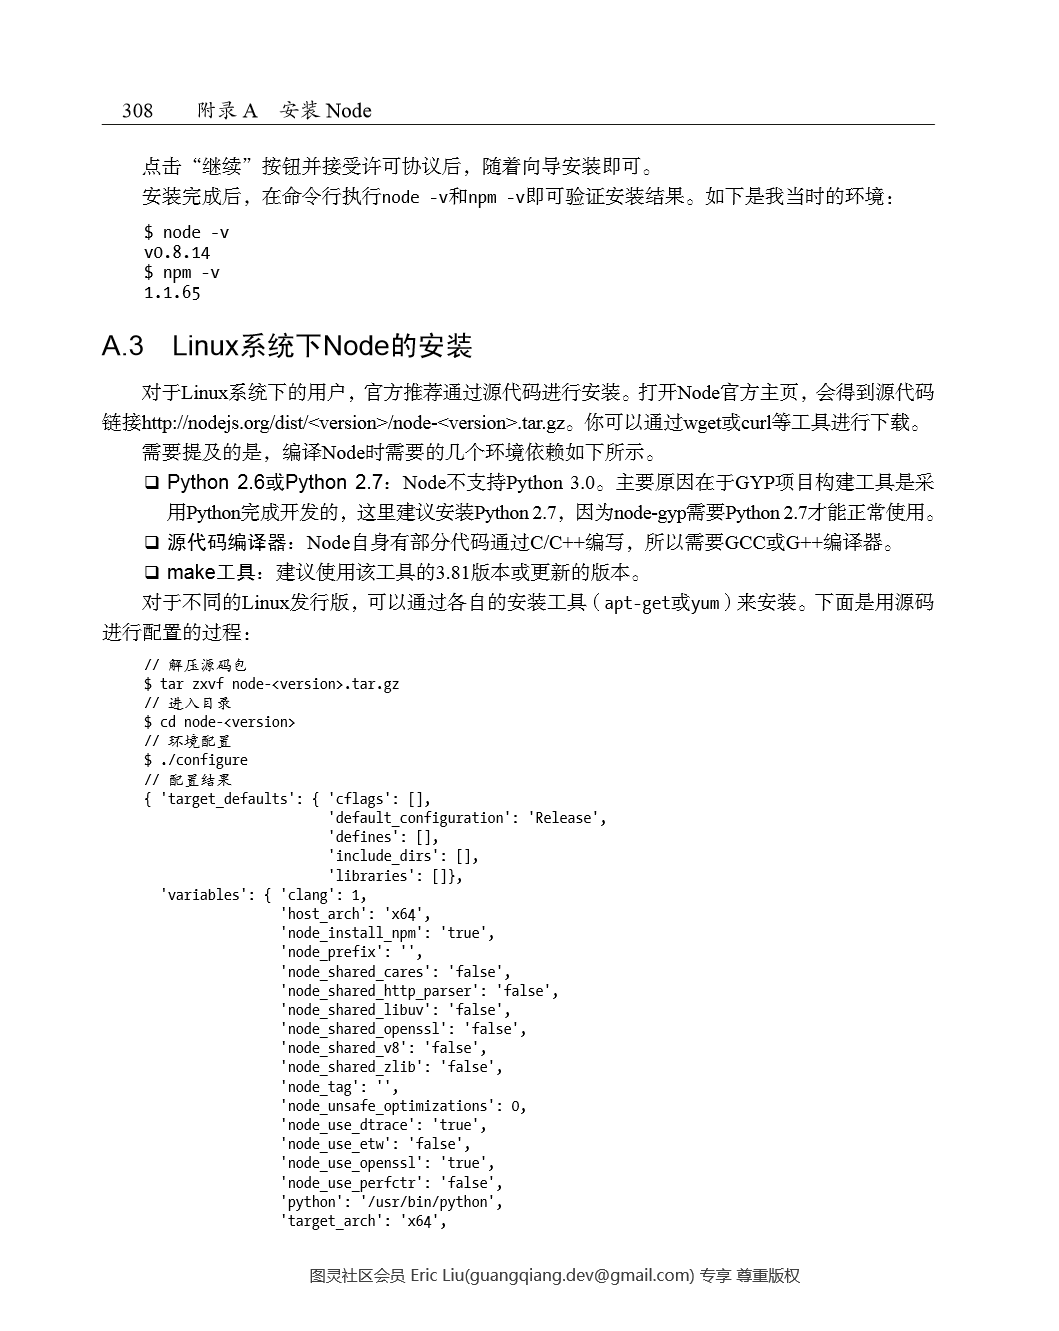 308 附录 A 安装 Node
点击“继续”按钮并接受许可协议后，随着向导安装即可。
安装完成后，在命令行执行node -v和npm -v即可验证安装结果。如下是我当时的环境：
$ node -v
v0.8.14
$ npm -v
1.1.65
A.3 Linux系统下Node的安装
对于Linux系统下的用户，官方推荐通过源代码进行安装。打开Node官方主页，会得到源代码
链接http://nodejs.org/dist/<version>/node-<version>.tar.gz。你可以通过wget或curl等工具进行下载。
需要提及的是，编译Node时需要的几个环境依赖如下所示。
❑ Python 2.6或Python 2.7：Node不支持Python 3.0。主要原因在于GYP项目构建工具是采
用Python完成开发的，这里建议安装Python 2.7，因为node-gyp需要Python 2.7才能正常使用。
❑ 源代码编译器：Node自身有部分代码通过C/C++编写，所以需要GCC或G++编译器。
❑ make工具：建议使用该工具的3.81版本或更新的版本。
对于不同的Linux发行版，可以通过各自的安装工具（apt-get或yum）来安装。下面是用源码
进行配置的过程：
// 解压源码包
$ tar zxvf node-<version>.tar.gz
// 进入目录
$ cd node-<version>
// 环境配置
$ ./configure
// 配置结果
{ 'target_defaults': { 'cflags': [],
'default_configuration': 'Release',
'defines': [],
'include_dirs': [],
'libraries': []},
'variables': { 'clang': 1,
'host_arch': 'x64',
'node_install_npm': 'true',
'node_prefix': '',
'node_shared_cares': 'false',
'node_shared_http_parser': 'false',
'node_shared_libuv': 'false',
'node_shared_openssl': 'false',
'node_shared_v8': 'false',
'node_shared_zlib': 'false',
'node_tag': '',
'node_unsafe_optimizations': 0,
'node_use_dtrace': 'true',
'node_use_etw': 'false',
'node_use_openssl': 'true',
'node_use_perfctr': 'false',
'python': '/usr/bin/python',
'target_arch': 'x64',
图灵社区会员 Eric Liu(guangqiang.dev@gmail.com) 专享 尊重版权